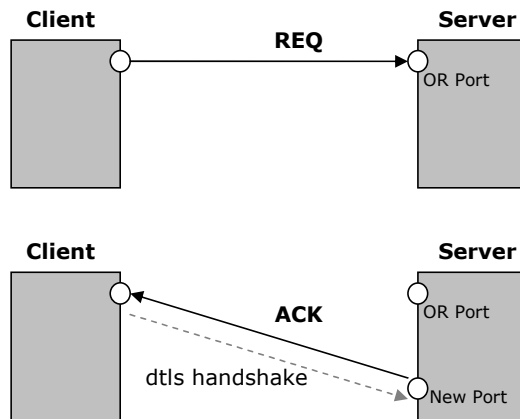 Client
Server
REQ
OR Port
Client
Server
ACK
OR Port
dtls handshake
New Port